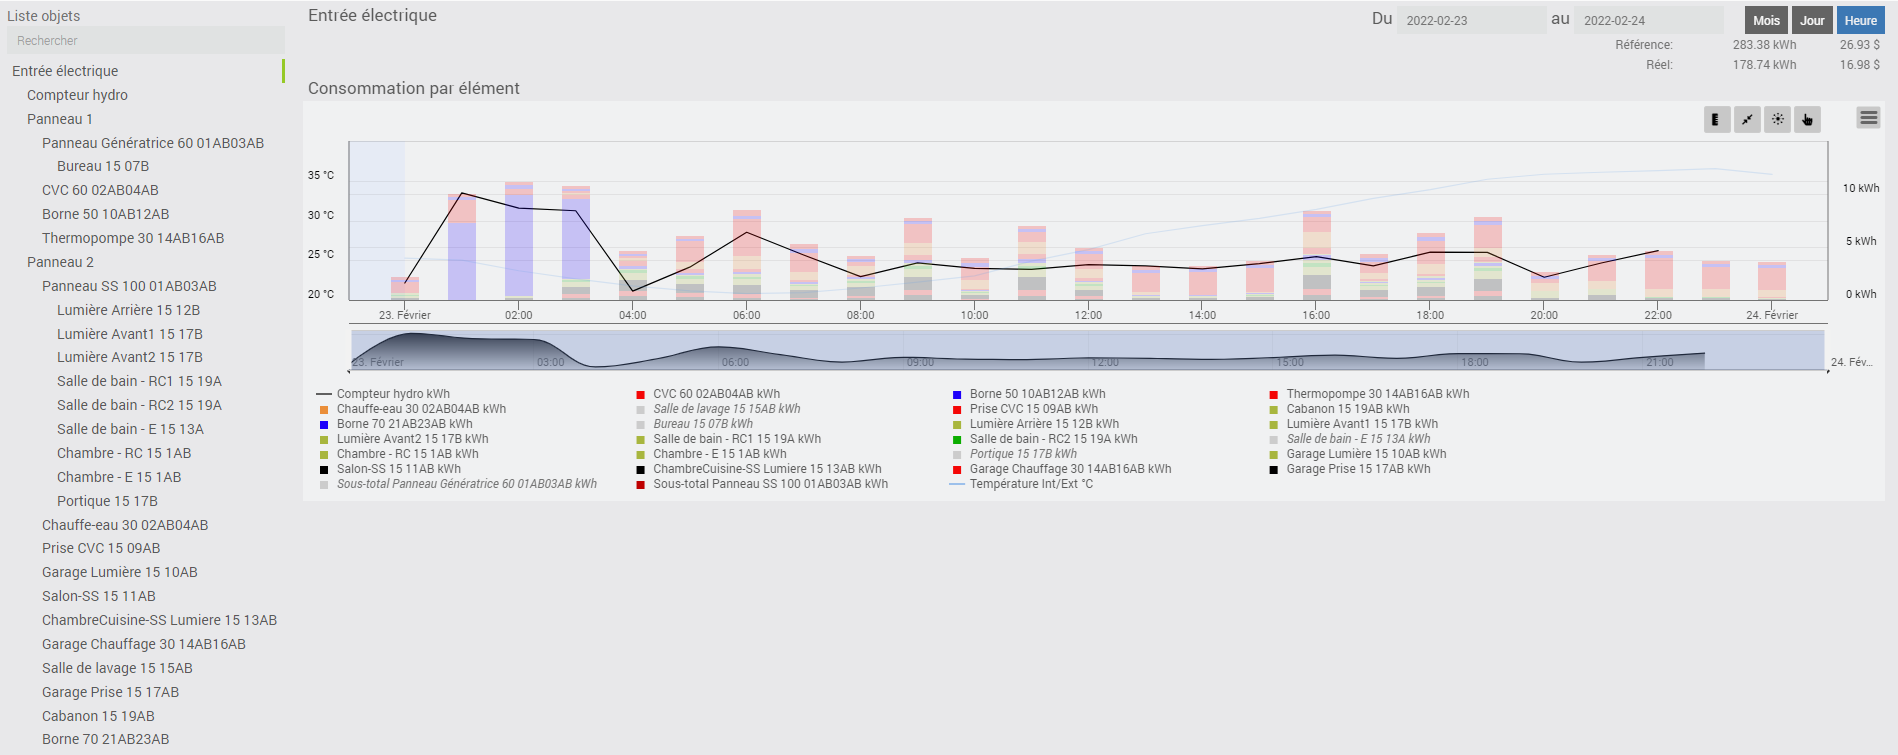 Liste objets
Rechercher
Entrée électrique
Compteur hydro
Panneau 1
Panneau Génératrice 60 01AB03AB
Bureau 15 07B
CVC 60 02AB04AB
Borne 50 10AB12AB
Thermopompe 30 14AB16AB
Panneau 2
Panneau SS 100 01AB03AB
Lumière Arrière 15 12B
Lumière Avant1 15 17B
Lumière Avant2 15 17B
Salle de bain - RC1 15 19A
Salle de bain - RC2 15 19A
Salle de bain - E 15 13A
Chambre - RC 15 1AB
Chambre - E 15 1AB
Portique 15 17B
Chauffe-eau 30 02AB04AB
Prise CVC 15 09AB
Garage Lumière 15 10AB
Salon-SS 15 11AB
ChambreCuisine-SS Lumiere 15 13AB
Garage Chauffage 30 14AB16AB
Salle de lavage 15 15AB
Garage Prise 15 17AB
Cabanon 15 19AB
Borne 70 21AB23AB
Entrée électrique
Du 2022-02-23 au 2022-02-24 Mois Jour Heure
Référence: 283.38 kWh 26.93 $
Réel: 178.74 kWh 16.98 $
Consommation par élément
35 °C
30 °C
25 °C
20 °C
10 kWh
5 kWh
0 kWh
23. Février 02:00 04:00 06:00 08:00 10:00 12:00 14:00 16:00 18:00 20:00 22:00 24. Février
23. Février 03:00 06:00 09:00 12:00 15:00 18:00 21:00 24. Fév...
Compteur hydro kWh CVC 60 02AB04AB kWh Borne 50 10AB12AB kWh Thermopompe 30 14AB16AB kWh
Chauffe-eau 30 02AB04AB kWh Salle de lavage 15 15AB kWh Prise CVC 15 09AB kWh Cabanon 15 19AB kWh
Borne 70 21AB23AB kWh Bureau 15 07B kWh Lumière Arrière 15 12B kWh Lumière Avant1 15 17B kWh
Lumière Avant2 15 17B kWh Salle de bain - RC1 15 19A kWh Salle de bain - RC2 15 19A kWh Salle de bain - E 15 13A kWh
Chambre - RC 15 1AB kWh Chambre - E 15 1AB kWh Portique 15 17B kWh Garage Lumière 15 10AB kWh
Salon-SS 15 11AB kWh ChambreCuisine-SS Lumiere 15 13AB kWh Garage Chauffage 30 14AB16AB kWh Garage Prise 15 17AB kWh
Sous-total Panneau Génératrice 60 01AB03AB kWh Sous-total Panneau SS 100 01AB03AB kWh Température Int/Ext °C